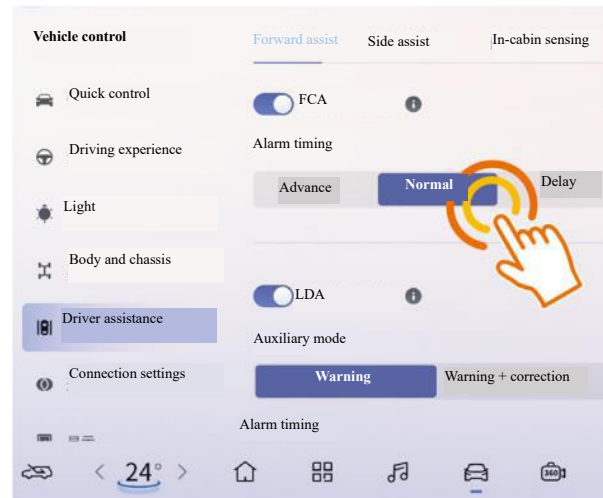 Vehicle control
Forward assist Side assist In-cabin sensing
Quick control
FCA
Driving experience
Alarm timing
Advance Normal Delay
Light
Body and chassis
LDA
Driver assistance
Auxiliary mode
Connection settings
Warning Warning + correction
Alarm timing
24°
360